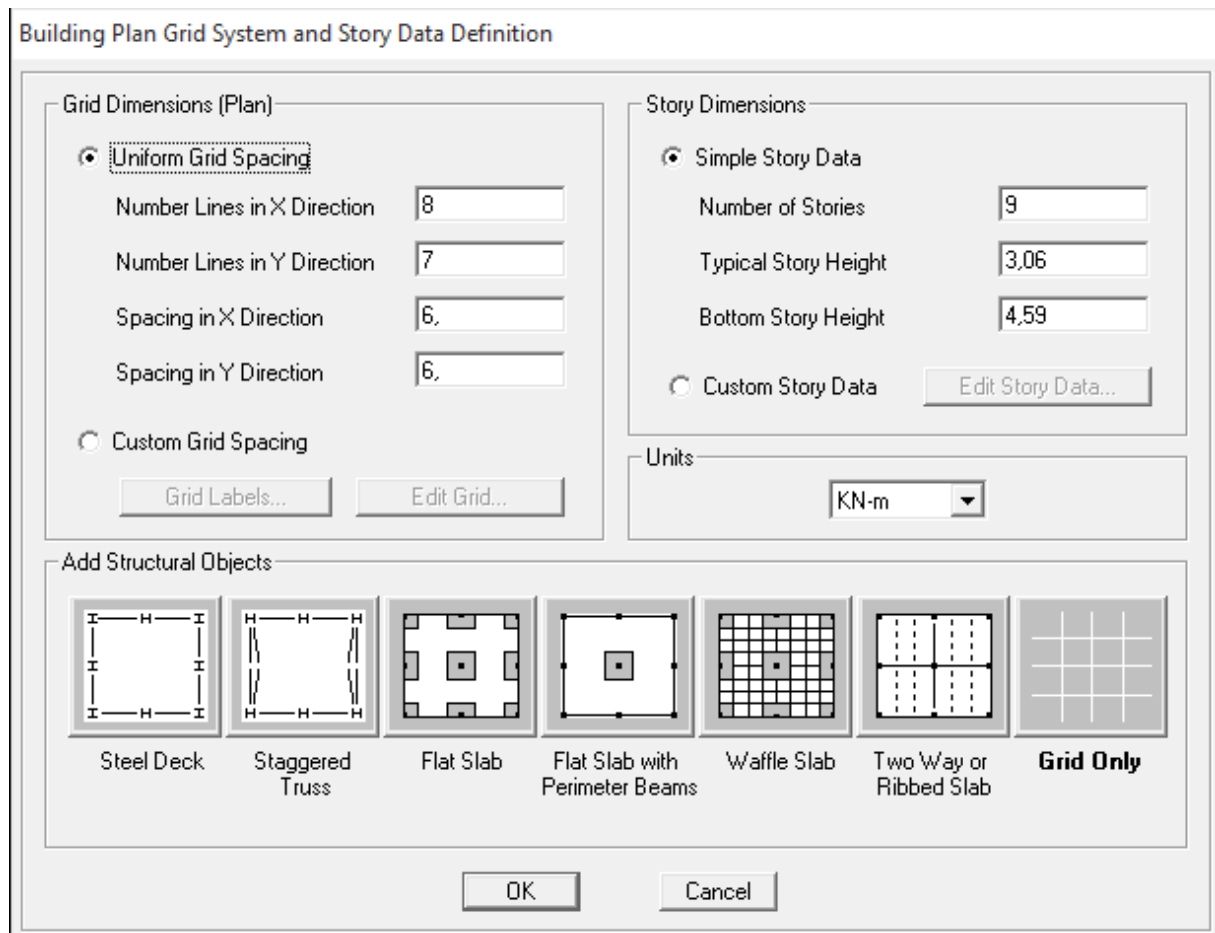 Building Plan Grid System and Story Data Definition
Grid Dimensions (Plan)
Uniform Grid Spacing
Number Lines in X Direction 8
Number Lines in Y Direction 7
Spacing in X Direction 6,
Spacing in Y Direction 6,
Custom Grid Spacing
Grid Labels... Edit Grid...
Story Dimensions
Simple Story Data
Number of Stories 9
Typical Story Height 3,06
Bottom Story Height 4,59
Custom Story Data Edit Story Data...
Units
KN-m
Add Structural Objects
Steel Deck
Staggered
Truss
Flat Slab
Flat Slab with
Perimeter Beams
Waffle Slab
Two Way or
Ribbed Slab
Grid Only
OK Cancel